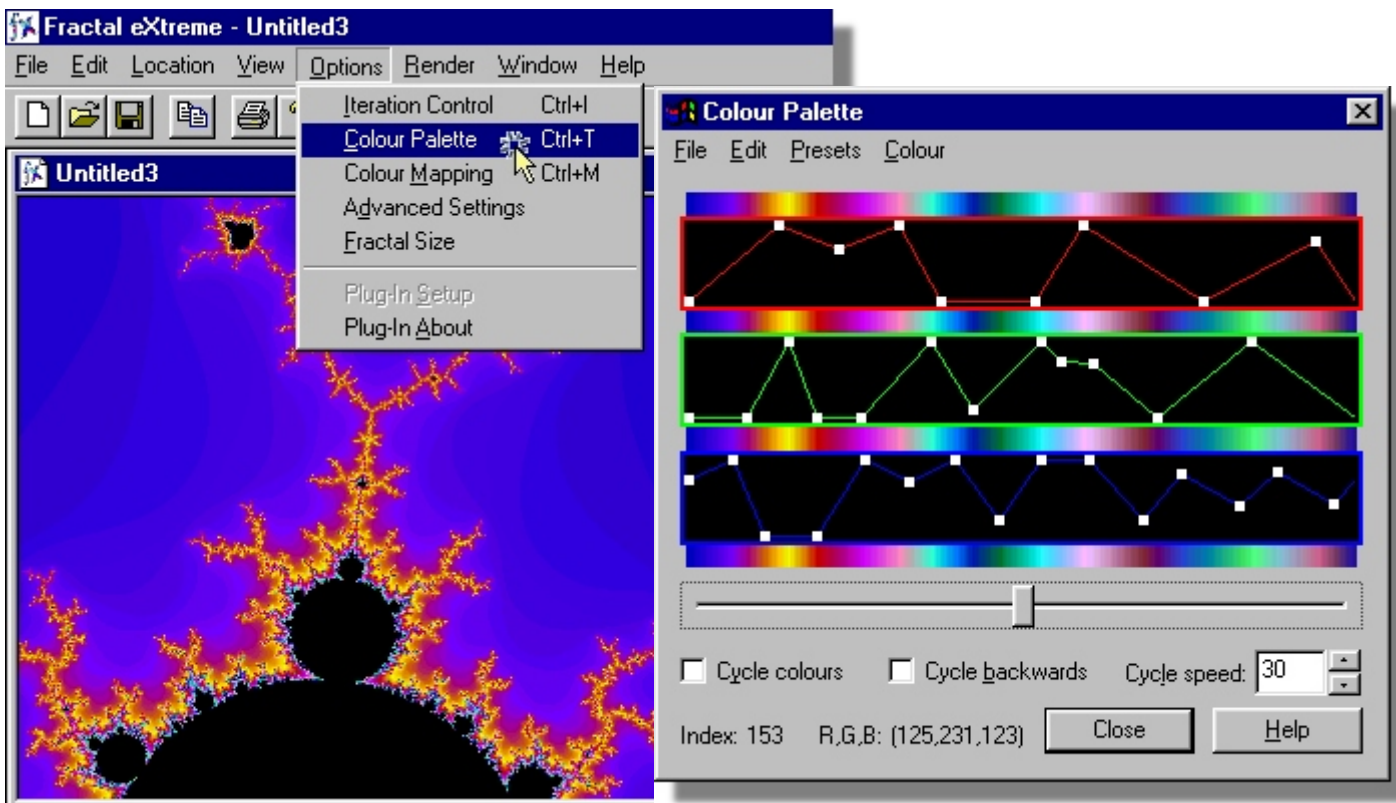 Fractal eXtreme - Untitled3
File Edit Location View Options Render Window Help
Iteration Control Ctrl+I
Colour Palette Ctrl+T
Colour Mapping Ctrl+M
Advanced Settings
Fractal Size
Plug-In Setup
Plug-In About
Untitled3
Colour Palette
File Edit Presets Colour
Cycle colours Cycle backwards Cycle speed: 30
Index: 153 R,G,B: (125,231,123) Close Help